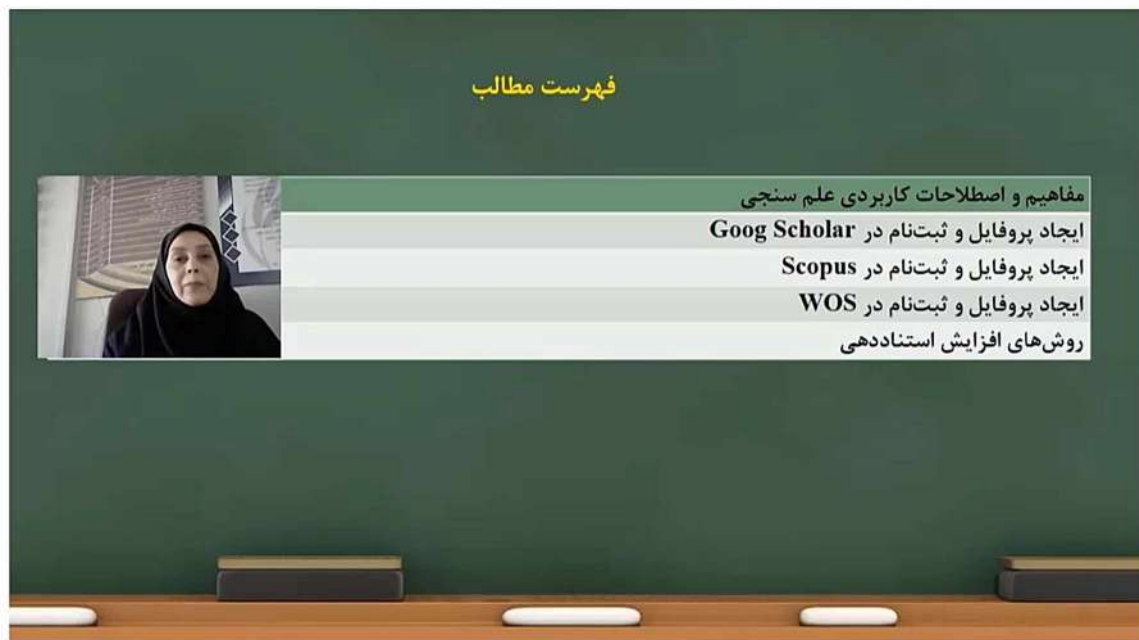 فهرست مطالب
مفاهیم و اصطلاحات کاربردی علم سنجی
ایجاد پروفایل و ثبت‌نام در Goog Scholar
ایجاد پروفایل و ثبت‌نام در Scopus
ایجاد پروفایل و ثبت‌نام در WOS
روش‌های افزایش استناددهی